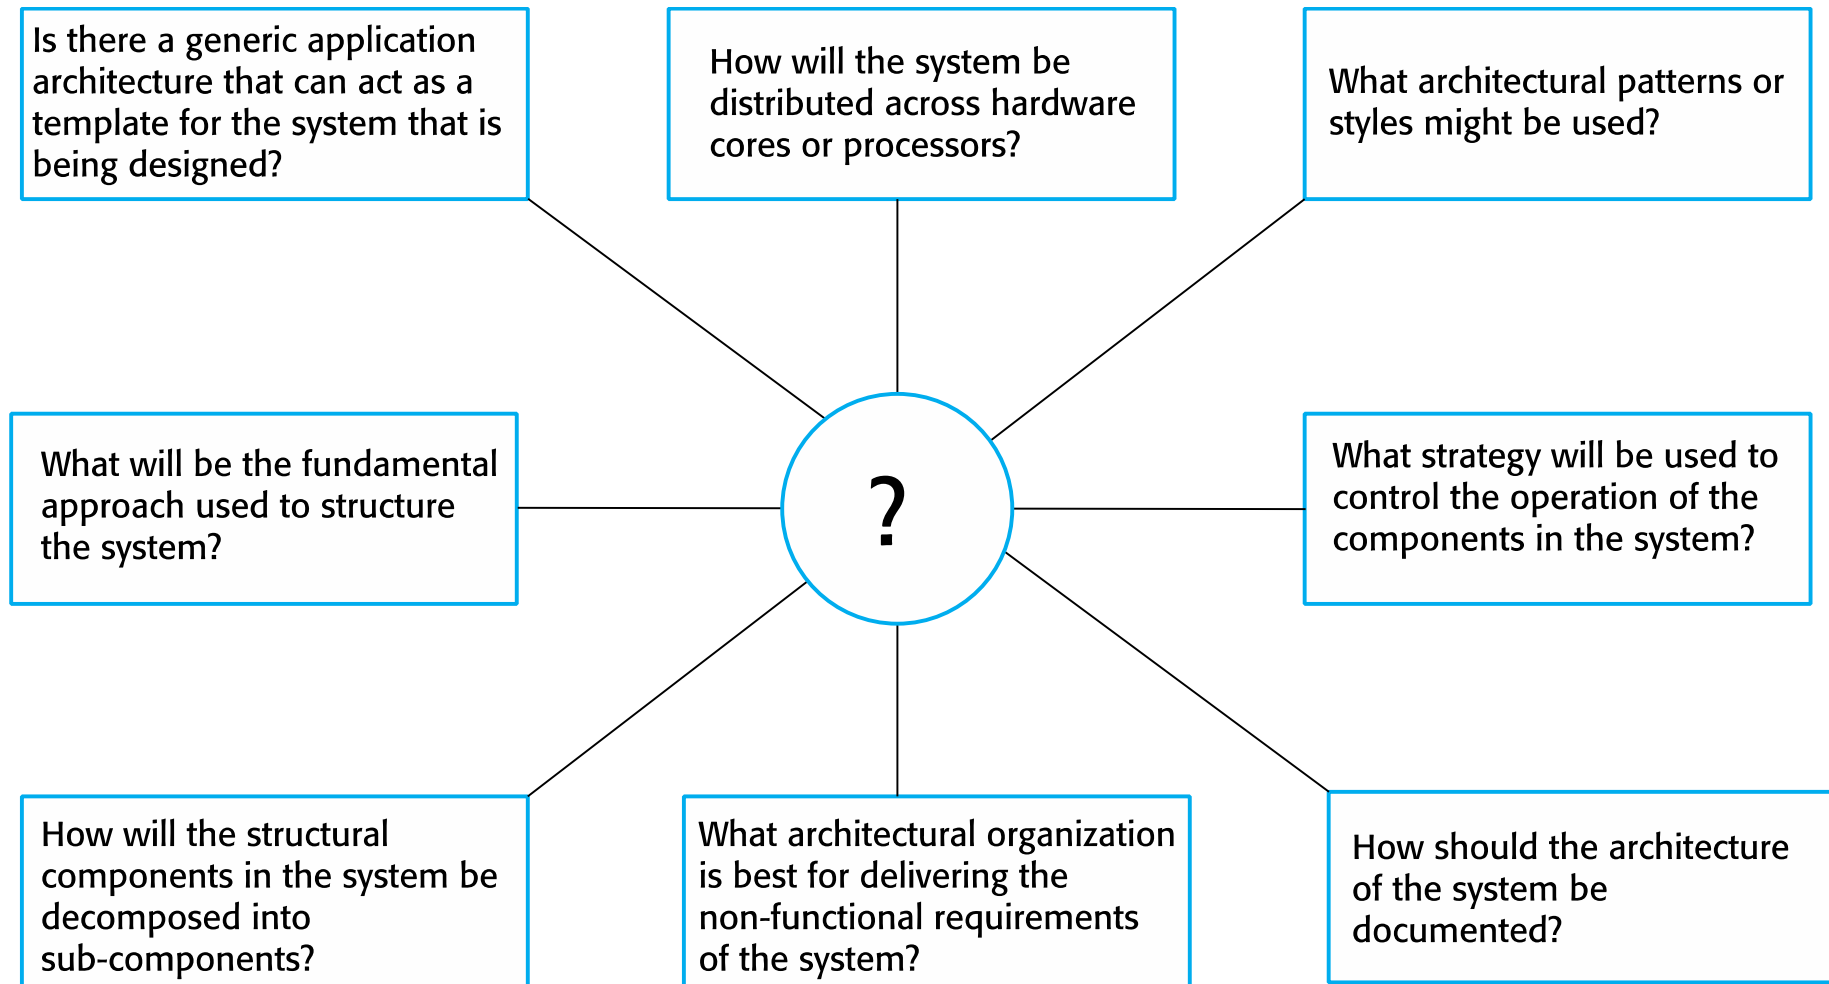 Is there a generic application
architecture that can act as a
template for the system that is
being designed?
How will the system be
distributed across hardware
cores or processors?
What architectural patterns or
styles might be used?
What will be the fundamental
approach used to structure
the system?
?
What strategy will be used to
control the operation of the
components in the system?
How will the structural
components in the system be
decomposed into
sub-components?
What architectural organization
is best for delivering the
non-functional requirements
of the system?
How should the architecture
of the system be
documented?